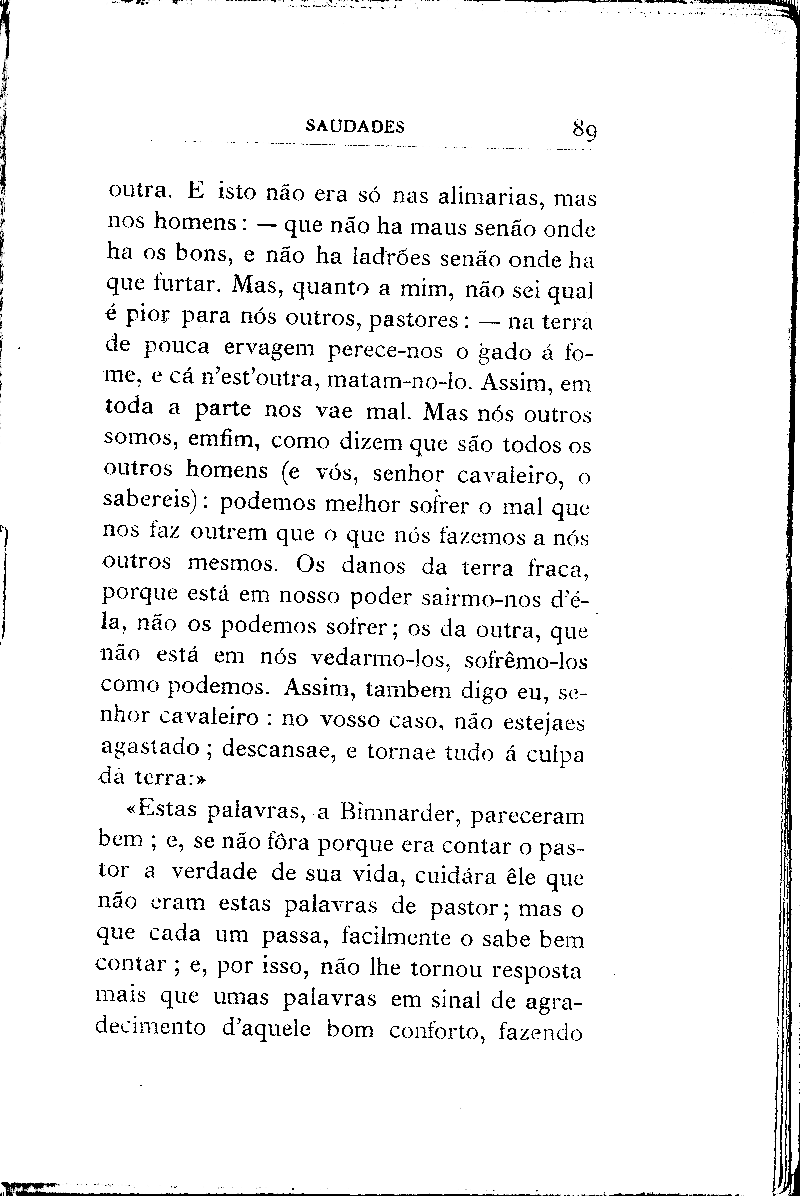 SAUDADES 89
outra. E isto não era só nas alimarias, mas
nos homens: — que não ha maus senão onde
ha os bons, e não ha ladrões senão onde ha
que furtar. Mas, quanto a mim, não sei qual
é pior para nós outros, pastores: — na terra
de pouca ervagem perece-nos o gado á fo-
me, e cá n'est'outra, matam-no-lo. Assim, em
toda a parte nos vae mal. Mas nós outros
somos, emfim, como dizem que são todos os
outros homens (e vós, senhor cavaleiro, o
sabereis): podemos melhor sofrer o mal que
nos faz outrem que o que nós fazemos a nós
outros mesmos. Os danos da terra fraca,
porque está em nosso poder sairmo-nos d'é-
la, não os podemos sofrer; os da outra, que
não está em nós vedarmo-los, sofrêmo-los
como podemos. Assim, tambem digo eu, se-
nhor cavaleiro: no vosso caso, não estejaes
agastado; descansae, e tornae tudo á culpa
da terra:»
«Estas palavras, a Bimnarder, pareceram
bem; e, se não fôra porque era contar o pas-
tor a verdade de sua vida, cuidára êle que
não eram estas palavras de pastor; mas o
que cada um passa, facilmente o sabe bem
contar; e, por isso, não lhe tornou resposta
mais que umas palavras em sinal de agra-
decimento d'aquele bom conforto, fazendo